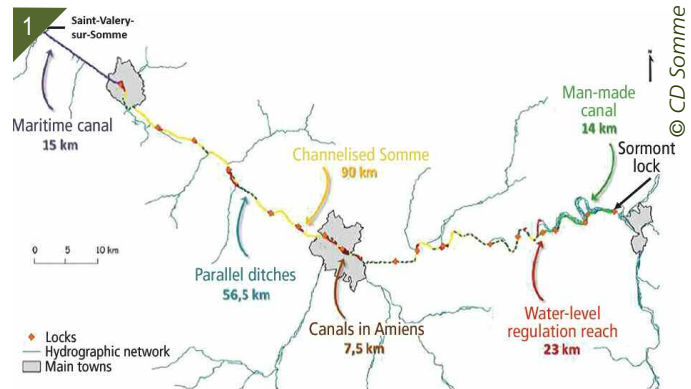 1
Saint-Valery-
sur-Somme
© CD Somme
N
Man-made
canal
14 km
Maritime canal
15 km
Sormont
lock
Channelised Somme
90 km
0 5 10 km
Parallel ditches
56,5 km
Canals in Amiens
7,5 km
Water-level
regulation reach
23 km
Locks
Hydrographic network
Main towns